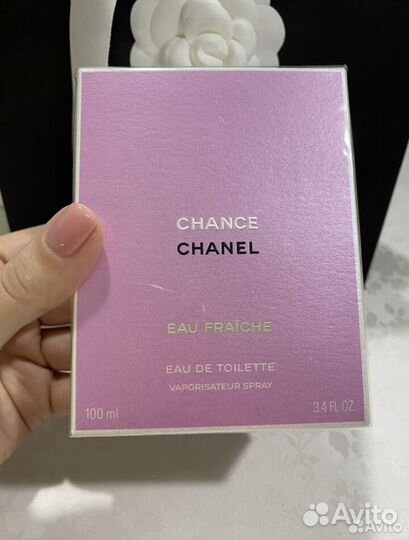 CHANCE
CHANEL
EAU FRAÎCHE
EAU DE TOILETTE
VAPORISATEUR SPRAY
100 ml 3.4 FL.OZ.
Avito